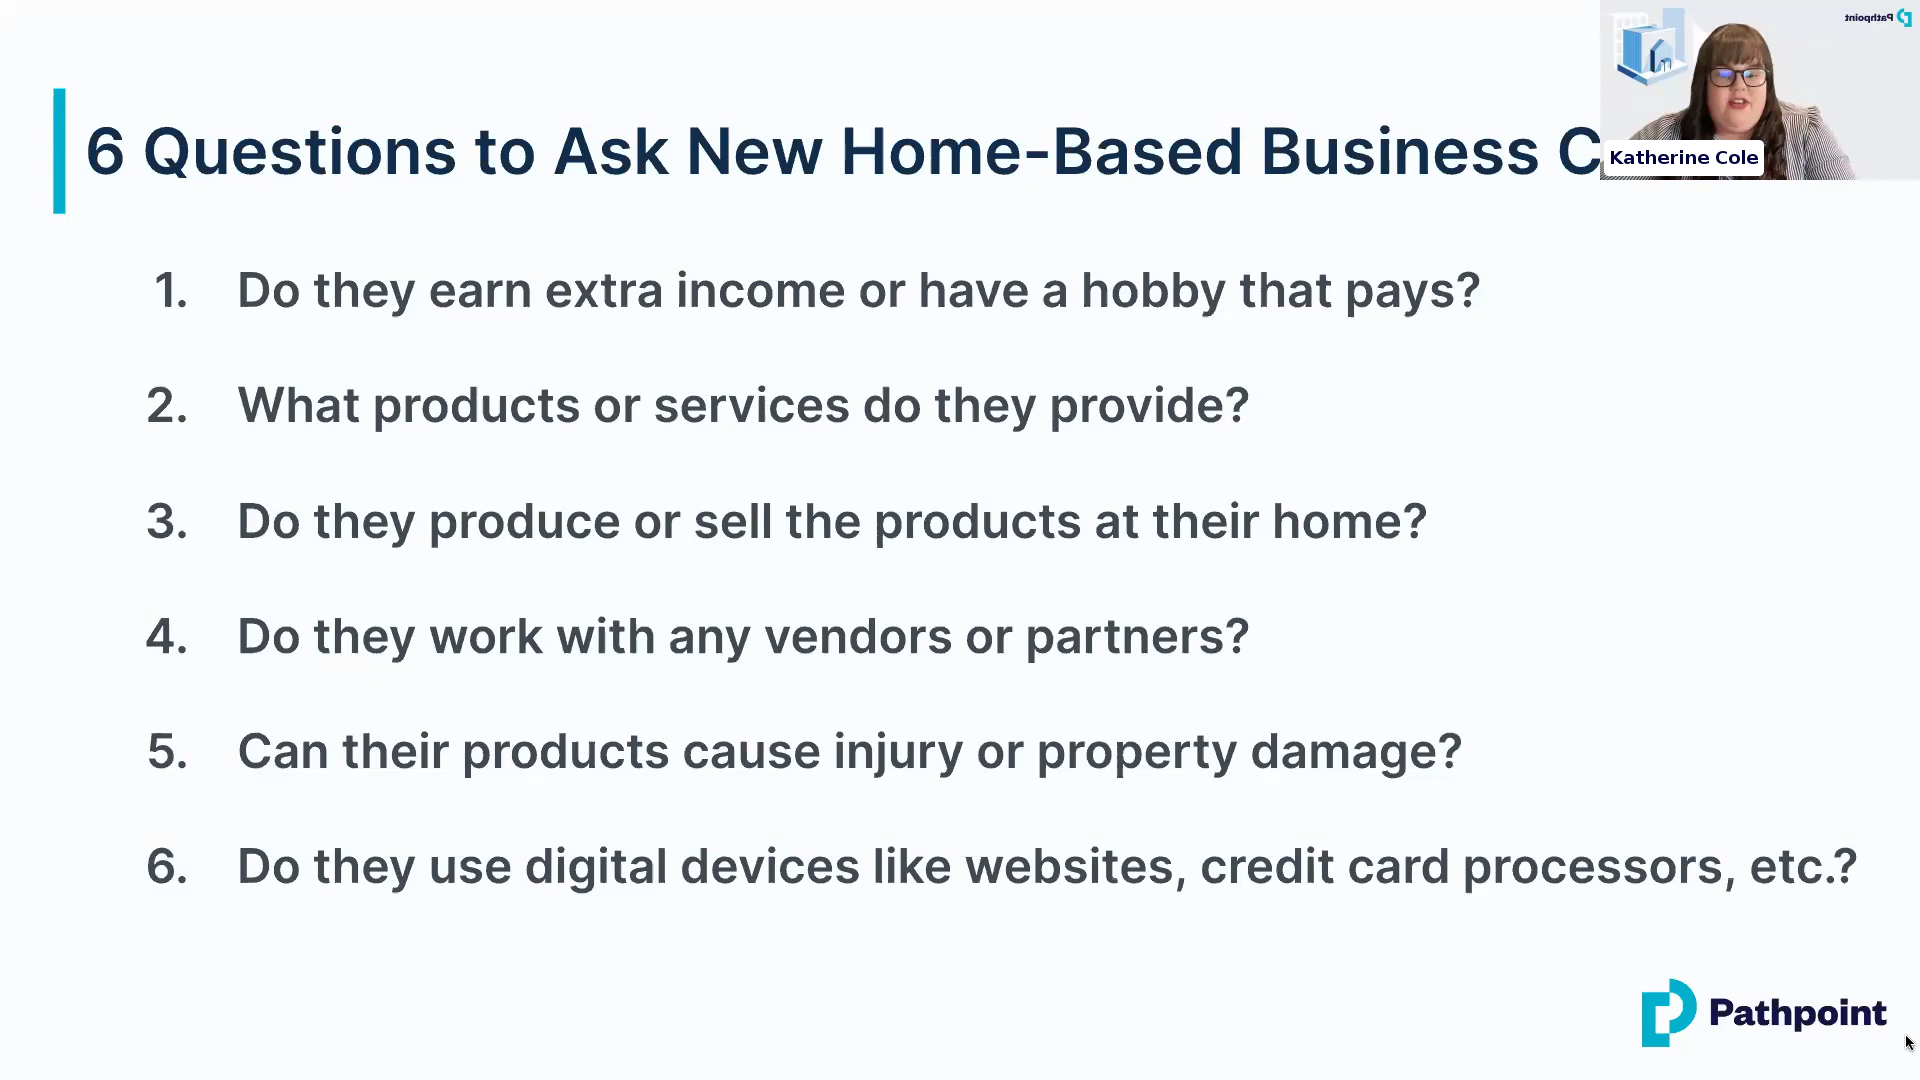 Pathpoint
6 Questions to Ask New Home-Based Business C
Katherine Cole
1. Do they earn extra income or have a hobby that pays?
2. What products or services do they provide?
3. Do they produce or sell the products at their home?
4. Do they work with any vendors or partners?
5. Can their products cause injury or property damage?
6. Do they use digital devices like websites, credit card processors, etc.?
Pathpoint